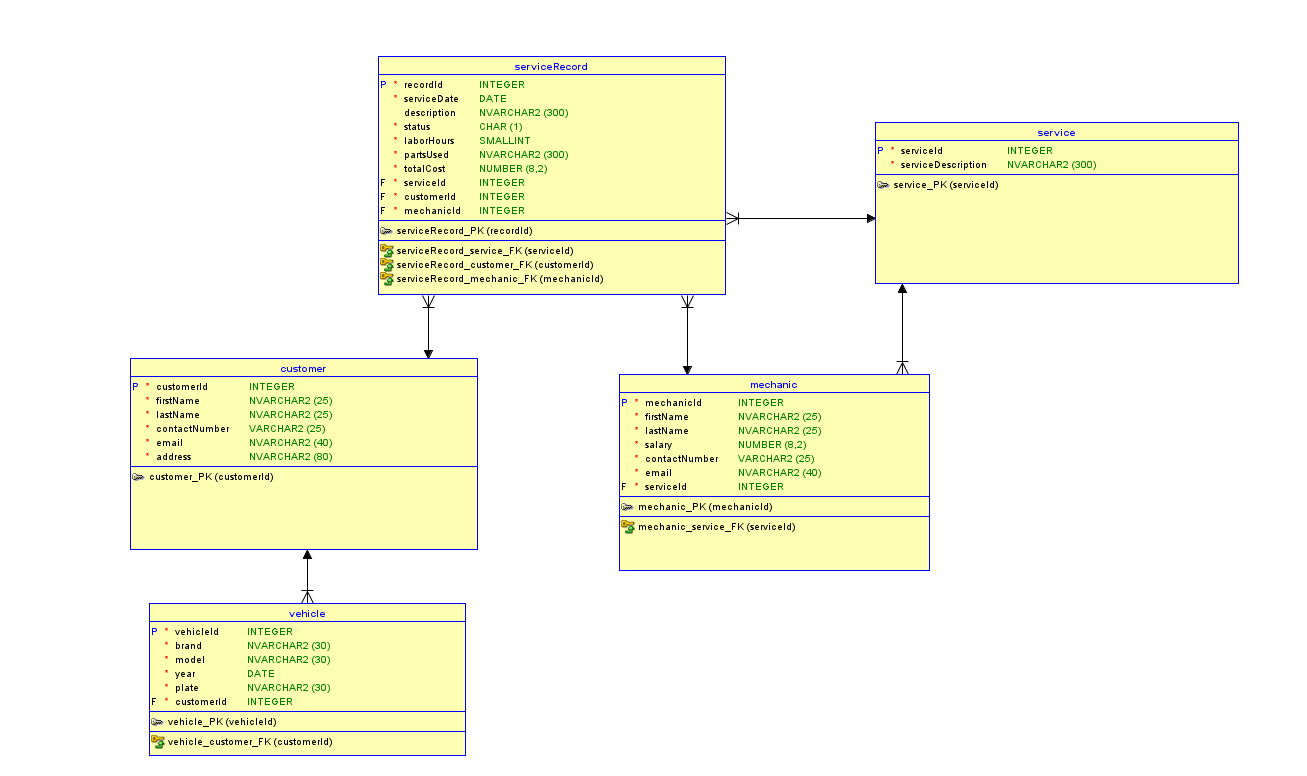 serviceRecord
P * recordId INTEGER
* serviceDate DATE
description NVARCHAR2 (300)
* status CHAR (1)
* laborHours SMALLINT
* partsUsed NVARCHAR2 (300)
* totalCost NUMBER (8,2)
F * serviceId INTEGER
F * customerId INTEGER
F * mechanicId INTEGER
serviceRecord_PK (recordId)
serviceRecord_service_FK (serviceId)
serviceRecord_customer_FK (customerId)
serviceRecord_mechanic_FK (mechanicId)
service
P * serviceId INTEGER
* serviceDescription NVARCHAR2 (300)
service_PK (serviceId)
customer
P * customerId INTEGER
* firstName NVARCHAR2 (25)
* lastName NVARCHAR2 (25)
* contactNumber VARCHAR2 (25)
* email NVARCHAR2 (40)
* address NVARCHAR2 (80)
customer_PK (customerId)
mechanic
P * mechanicId INTEGER
* firstName NVARCHAR2 (25)
* lastName NVARCHAR2 (25)
* salary NUMBER (8,2)
* contactNumber VARCHAR2 (25)
* email NVARCHAR2 (40)
F * serviceId INTEGER
mechanic_PK (mechanicId)
mechanic_service_FK (serviceId)
vehicle
P * vehicleId INTEGER
* brand NVARCHAR2 (30)
* model NVARCHAR2 (30)
* year DATE
* plate NVARCHAR2 (30)
F * customerId INTEGER
vehicle_PK (vehicleId)
vehicle_customer_FK (customerId)